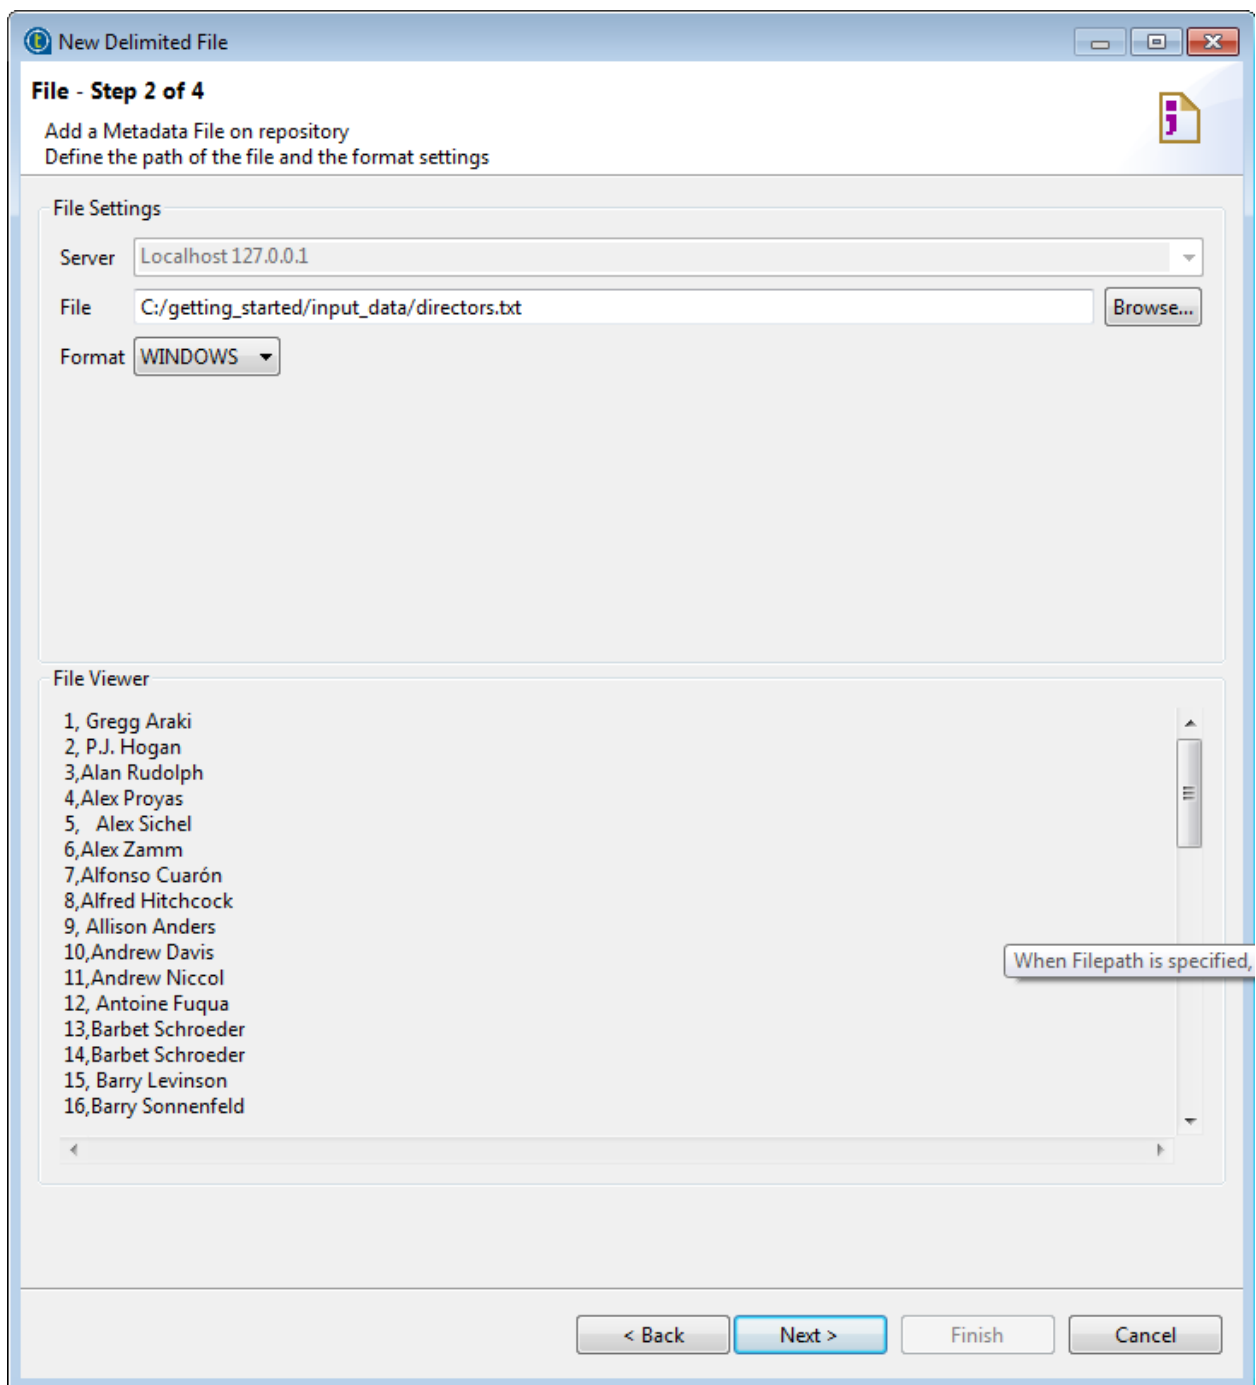 New Delimited File
File - Step 2 of 4
Add a Metadata File on repository
Define the path of the file and the format settings
File Settings
Server Localhost 127.0.0.1
File C:/getting_started/input_data/directors.txt Browse...
Format WINDOWS
File Viewer
1, Gregg Araki
2, P.J. Hogan
3,Alan Rudolph
4,Alex Proyas
5,   Alex Sichel
6,Alex Zamm
7,Alfonso Cuarón
8,Alfred Hitchcock
9, Allison Anders
10,Andrew Davis
11,Andrew Niccol
When Filepath is specified,
12, Antoine Fuqua
13,Barbet Schroeder
14,Barbet Schroeder
15, Barry Levinson
16,Barry Sonnenfeld
< Back Next > Finish Cancel